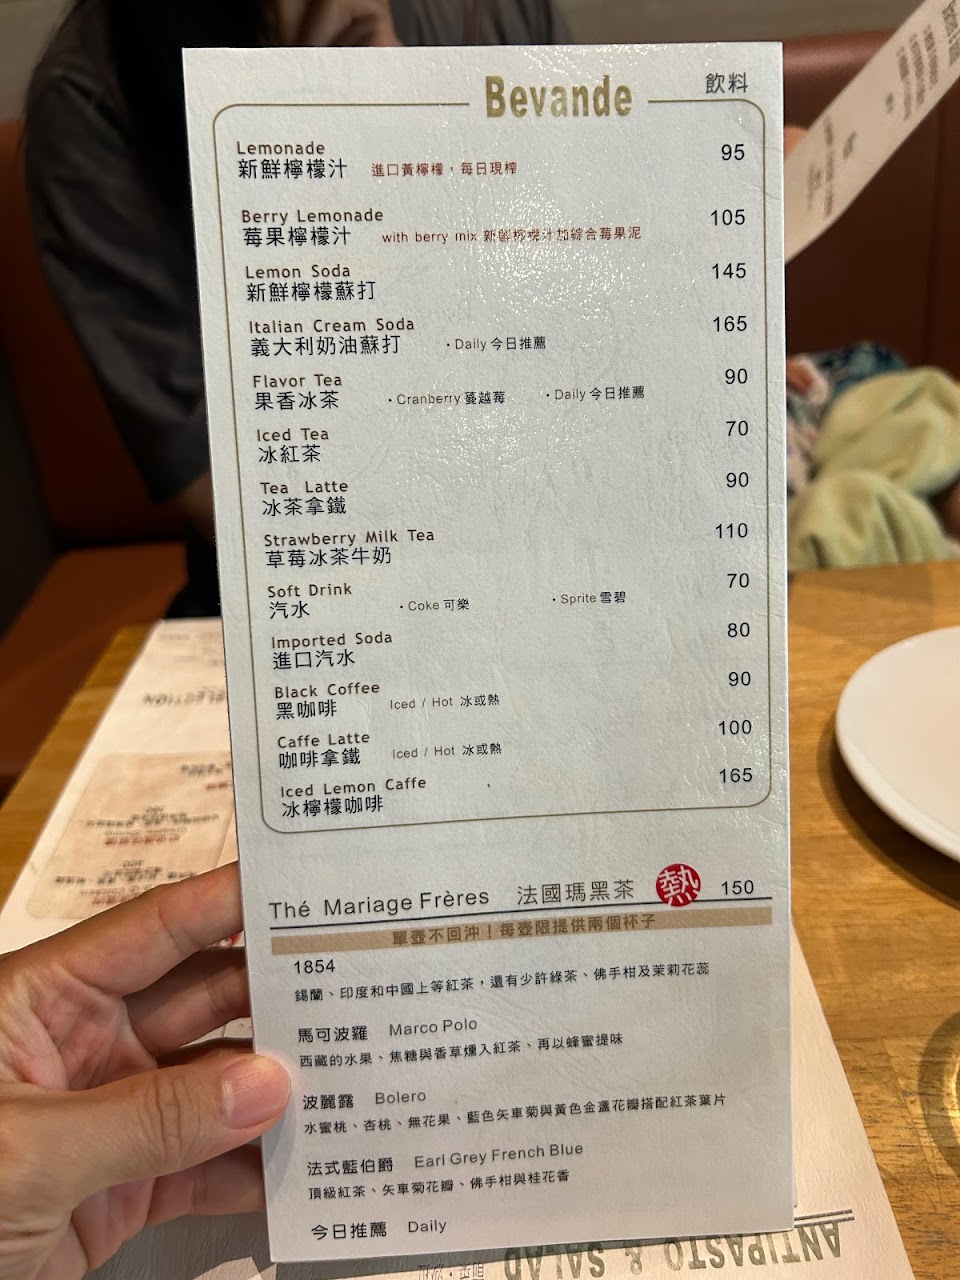 Bevande 飲料
Lemonade 95
新鮮檸檬汁 進口黃檸檬,每日現榨
Berry Lemonade 105
莓果檸檬汁 with berry mix 新鮮檸檬汁加綜合莓果泥
Lemon Soda 145
新鮮檸檬蘇打
Italian Cream Soda 165
義大利奶油蘇打 ・Daily 今日推薦
Flavor Tea 90
果香冰茶 ・Cranberry 蔓越莓 ・Daily 今日推薦
Iced Tea 70
冰紅茶
Tea Latte 90
冰茶拿鐵
Strawberry Milk Tea 110
草莓冰茶牛奶
Soft Drink 70
汽水 ・Coke 可樂 ・Sprite 雪碧
Imported Soda 80
進口汽水
Black Coffee 90
黑咖啡 Iced / Hot 冰或熱
Caffe Latte 100
咖啡拿鐵 Iced / Hot 冰或熱
Iced Lemon Caffe 165
冰檸檬咖啡
Thé Mariage Frères 法國瑪黑茶 熱 150
單壺不回沖!每壺限提供兩個杯子
1854
錫蘭、印度和中國上等紅茶,還有少許綠茶、佛手柑及茉莉花蕊
馬可波羅 Marco Polo
西藏的水果、焦糖與香草燻入紅茶、再以蜂蜜提味
波麗露 Bolero
水蜜桃、杏桃、無花果、藍色矢車菊與黃色金盞花瓣搭配紅茶葉片
法式藍伯爵 Earl Grey French Blue
頂級紅茶、矢車菊花瓣、佛手柑與桂花香
今日推薦 Daily
ANTIPASTO & SALAD